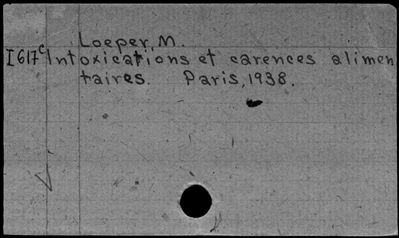 Loeper, M.
I617c Intoxications et carences alimen
taires. Paris, 1938.